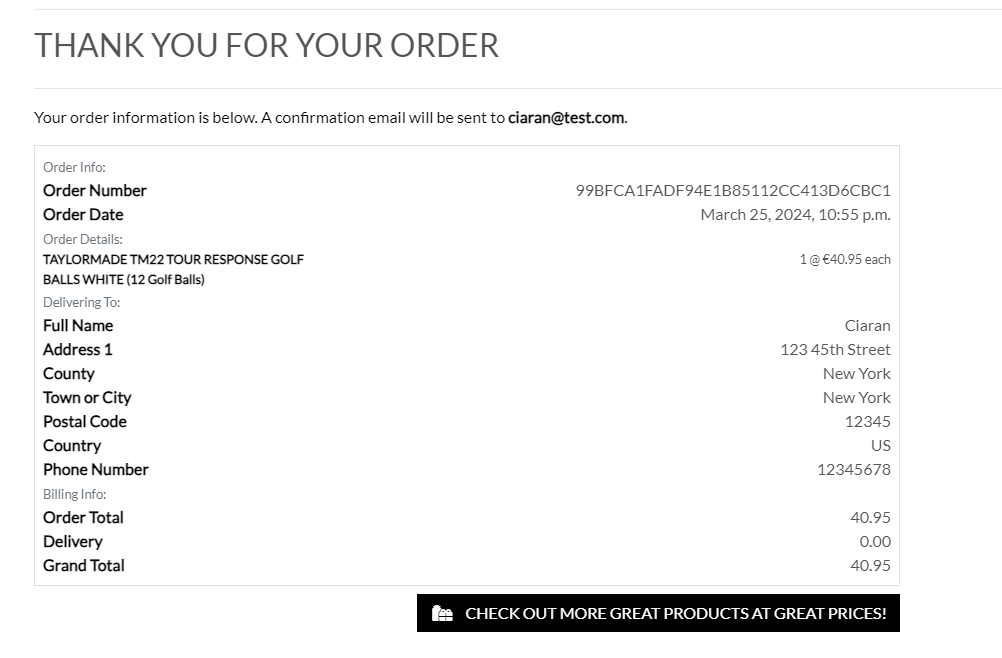 THANK YOU FOR YOUR ORDER
Your order information is below. A confirmation email will be sent to ciaran@test.com.
Order Info:
Order Number 99BFCA1FADF94E1B85112CC413D6CBC1
Order Date March 25, 2024, 10:55 p.m.
Order Details:
TAYLORMADE TM22 TOUR RESPONSE GOLF 1 @ €40.95 each
BALLS WHITE (12 Golf Balls)
Delivering To:
Full Name Ciaran
Address 1 123 45th Street
County New York
Town or City New York
Postal Code 12345
Country US
Phone Number 12345678
Billing Info:
Order Total 40.95
Delivery 0.00
Grand Total 40.95
CHECK OUT MORE GREAT PRODUCTS AT GREAT PRICES!